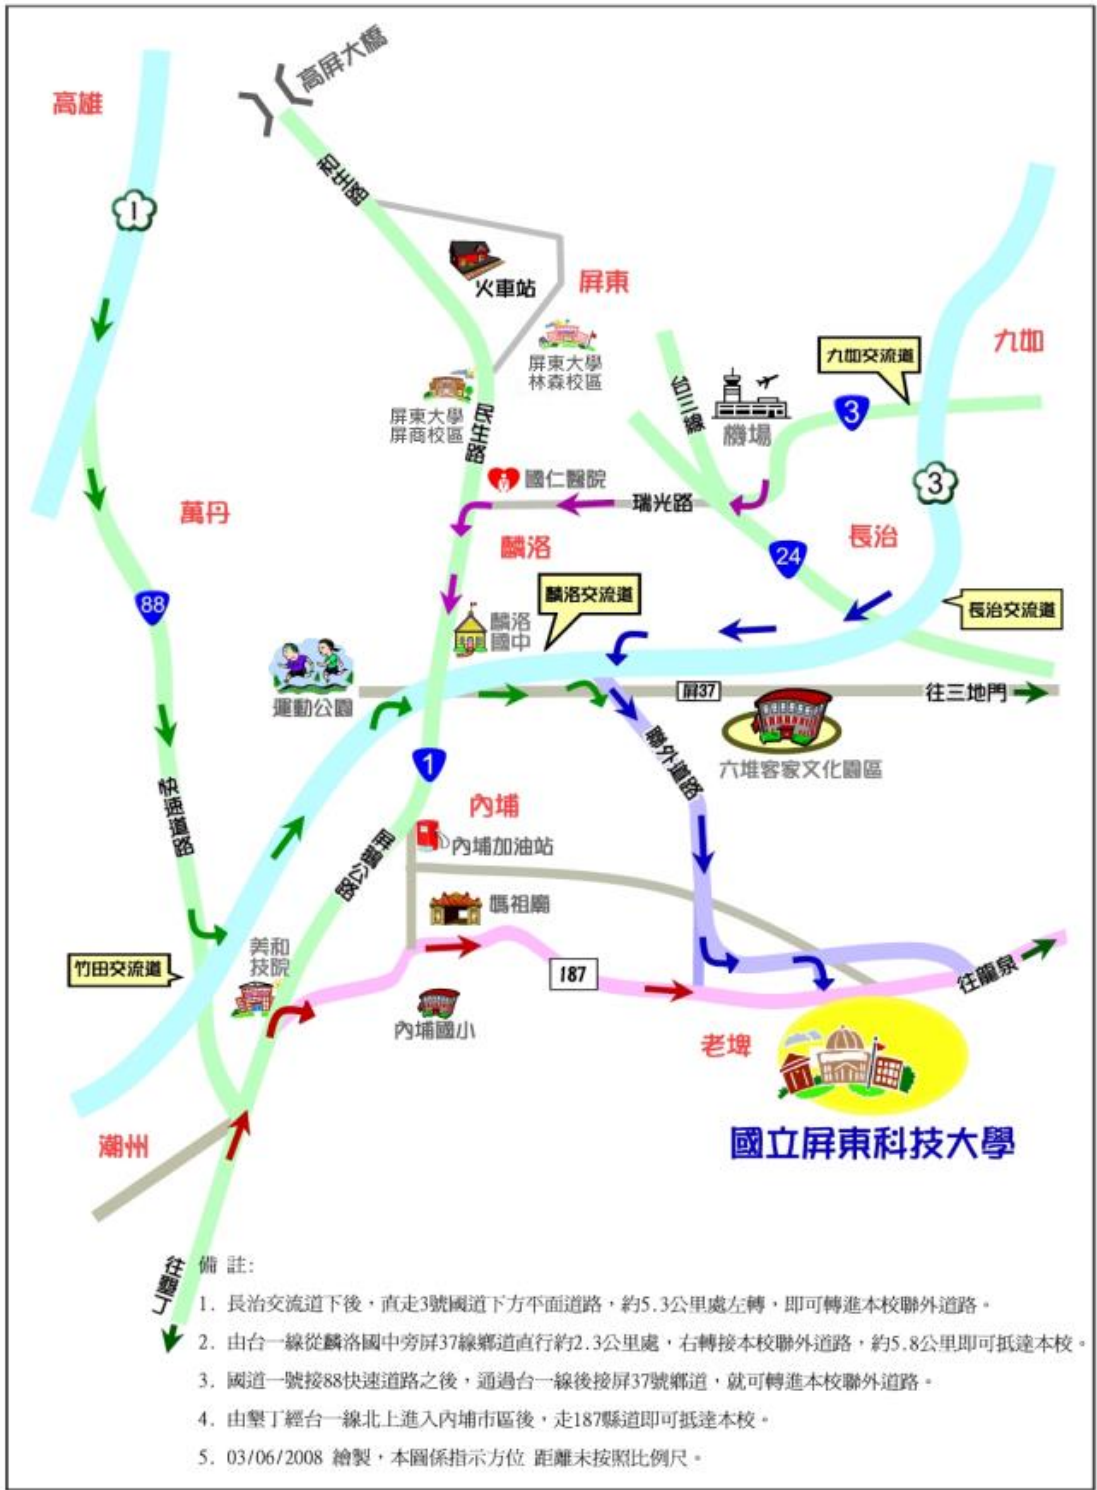 高屏大橋
高雄
1
和生路
火車站
屏東
九如
九如交流道
屏東大學
林森校區
屏東大學
屏商校區
民生路
台三線
機場
3
3
國仁醫院
瑞光路
萬丹
麟洛
長治
24
88
麟洛交流道
長治交流道
麟洛
國中
運動公園
屏37
往三地門
聯外道路
六堆客家文化園區
1
快速道路
內埔
內埔加油站
屏鵝公路
媽祖廟
美和
技院
竹田交流道
187
往龍泉
內埔國小
老埤
國立屏東科技大學
潮州
往墾丁
備 註:
1. 長治交流道下後，直走3號國道下方平面道路，約5.3公里處左轉，即可轉進本校聯外道路。
2. 由台一線從麟洛國中旁屏37線鄉道直行約2.3公里處，右轉接本校聯外道路，約5.8公里即可抵達本校。
3. 國道一號接88快速道路之後，通過台一線後接屏37號鄉道，就可轉進本校聯外道路。
4. 由墾丁經台一線北上進入內埔市區後，走187縣道即可抵達本校。
5. 03/06/2008 繪製，本圖係指示方位 距離未按照比例尺。